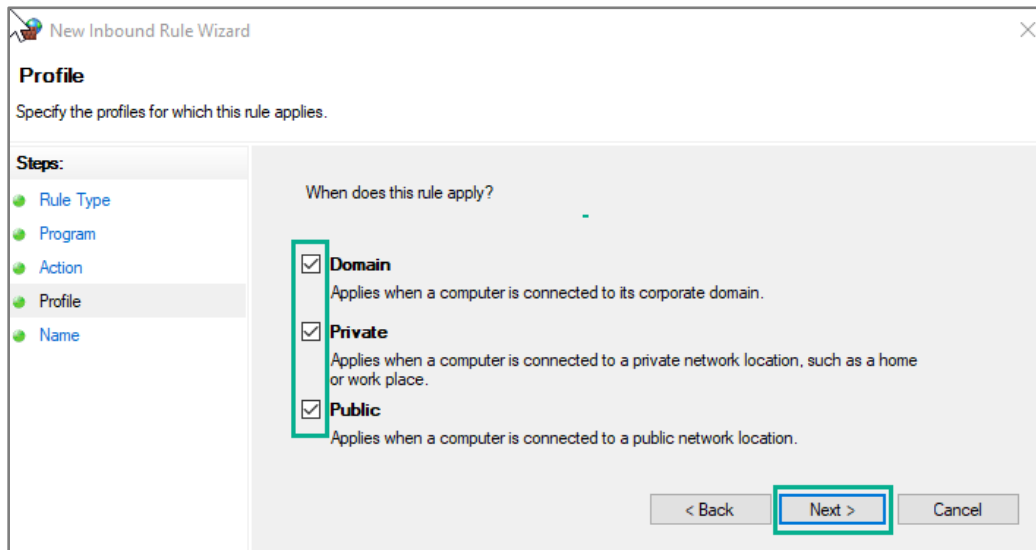 New Inbound Rule Wizard
Profile
Specify the profiles for which this rule applies.
Steps:
Rule Type
Program
Action
Profile
Name
When does this rule apply?
Domain
Applies when a computer is connected to its corporate domain.
Private
Applies when a computer is connected to a private network location, such as a home
or work place.
Public
Applies when a computer is connected to a public network location.
< Back
Next >
Cancel